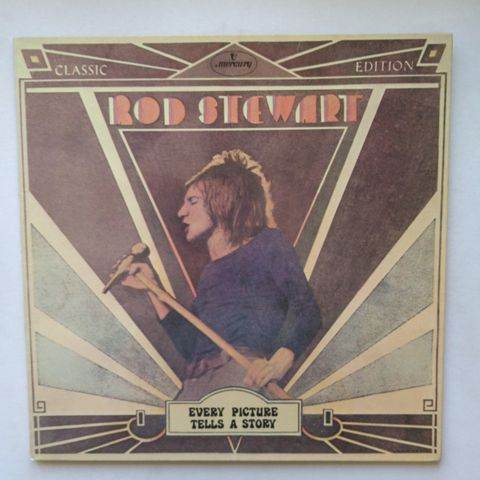 CLASSIC
mercury
EDITION
ROD STEWART
EVERY PICTURE
TELLS A STORY